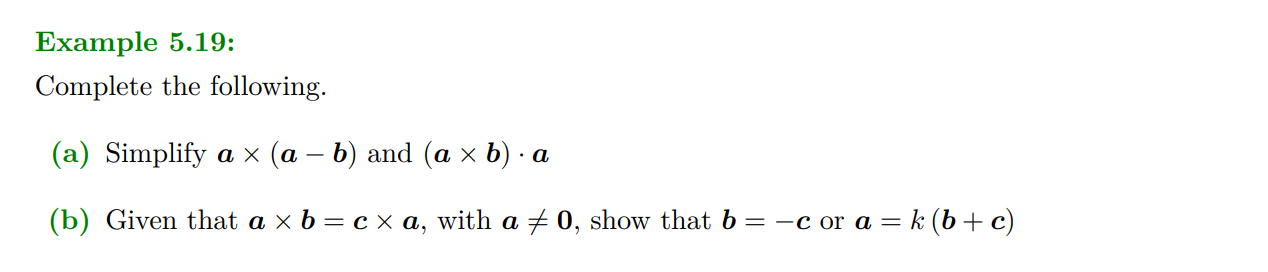 Example 5.19:
Complete the following.
(a) Simplify a × (a − b) and (a × b) · a
(b) Given that a × b = c × a, with a ≠ 0, show that b = −c or a = k (b + c)